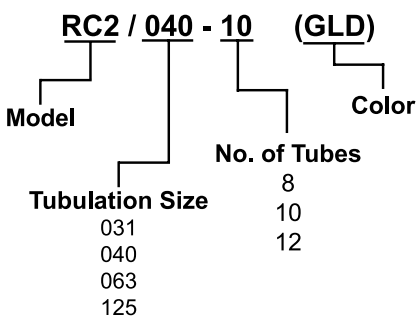 RC2 / 040 - 10 (GLD)
Model
Color
No. of Tubes
8
10
12
Tubulation Size
031
040
063
125